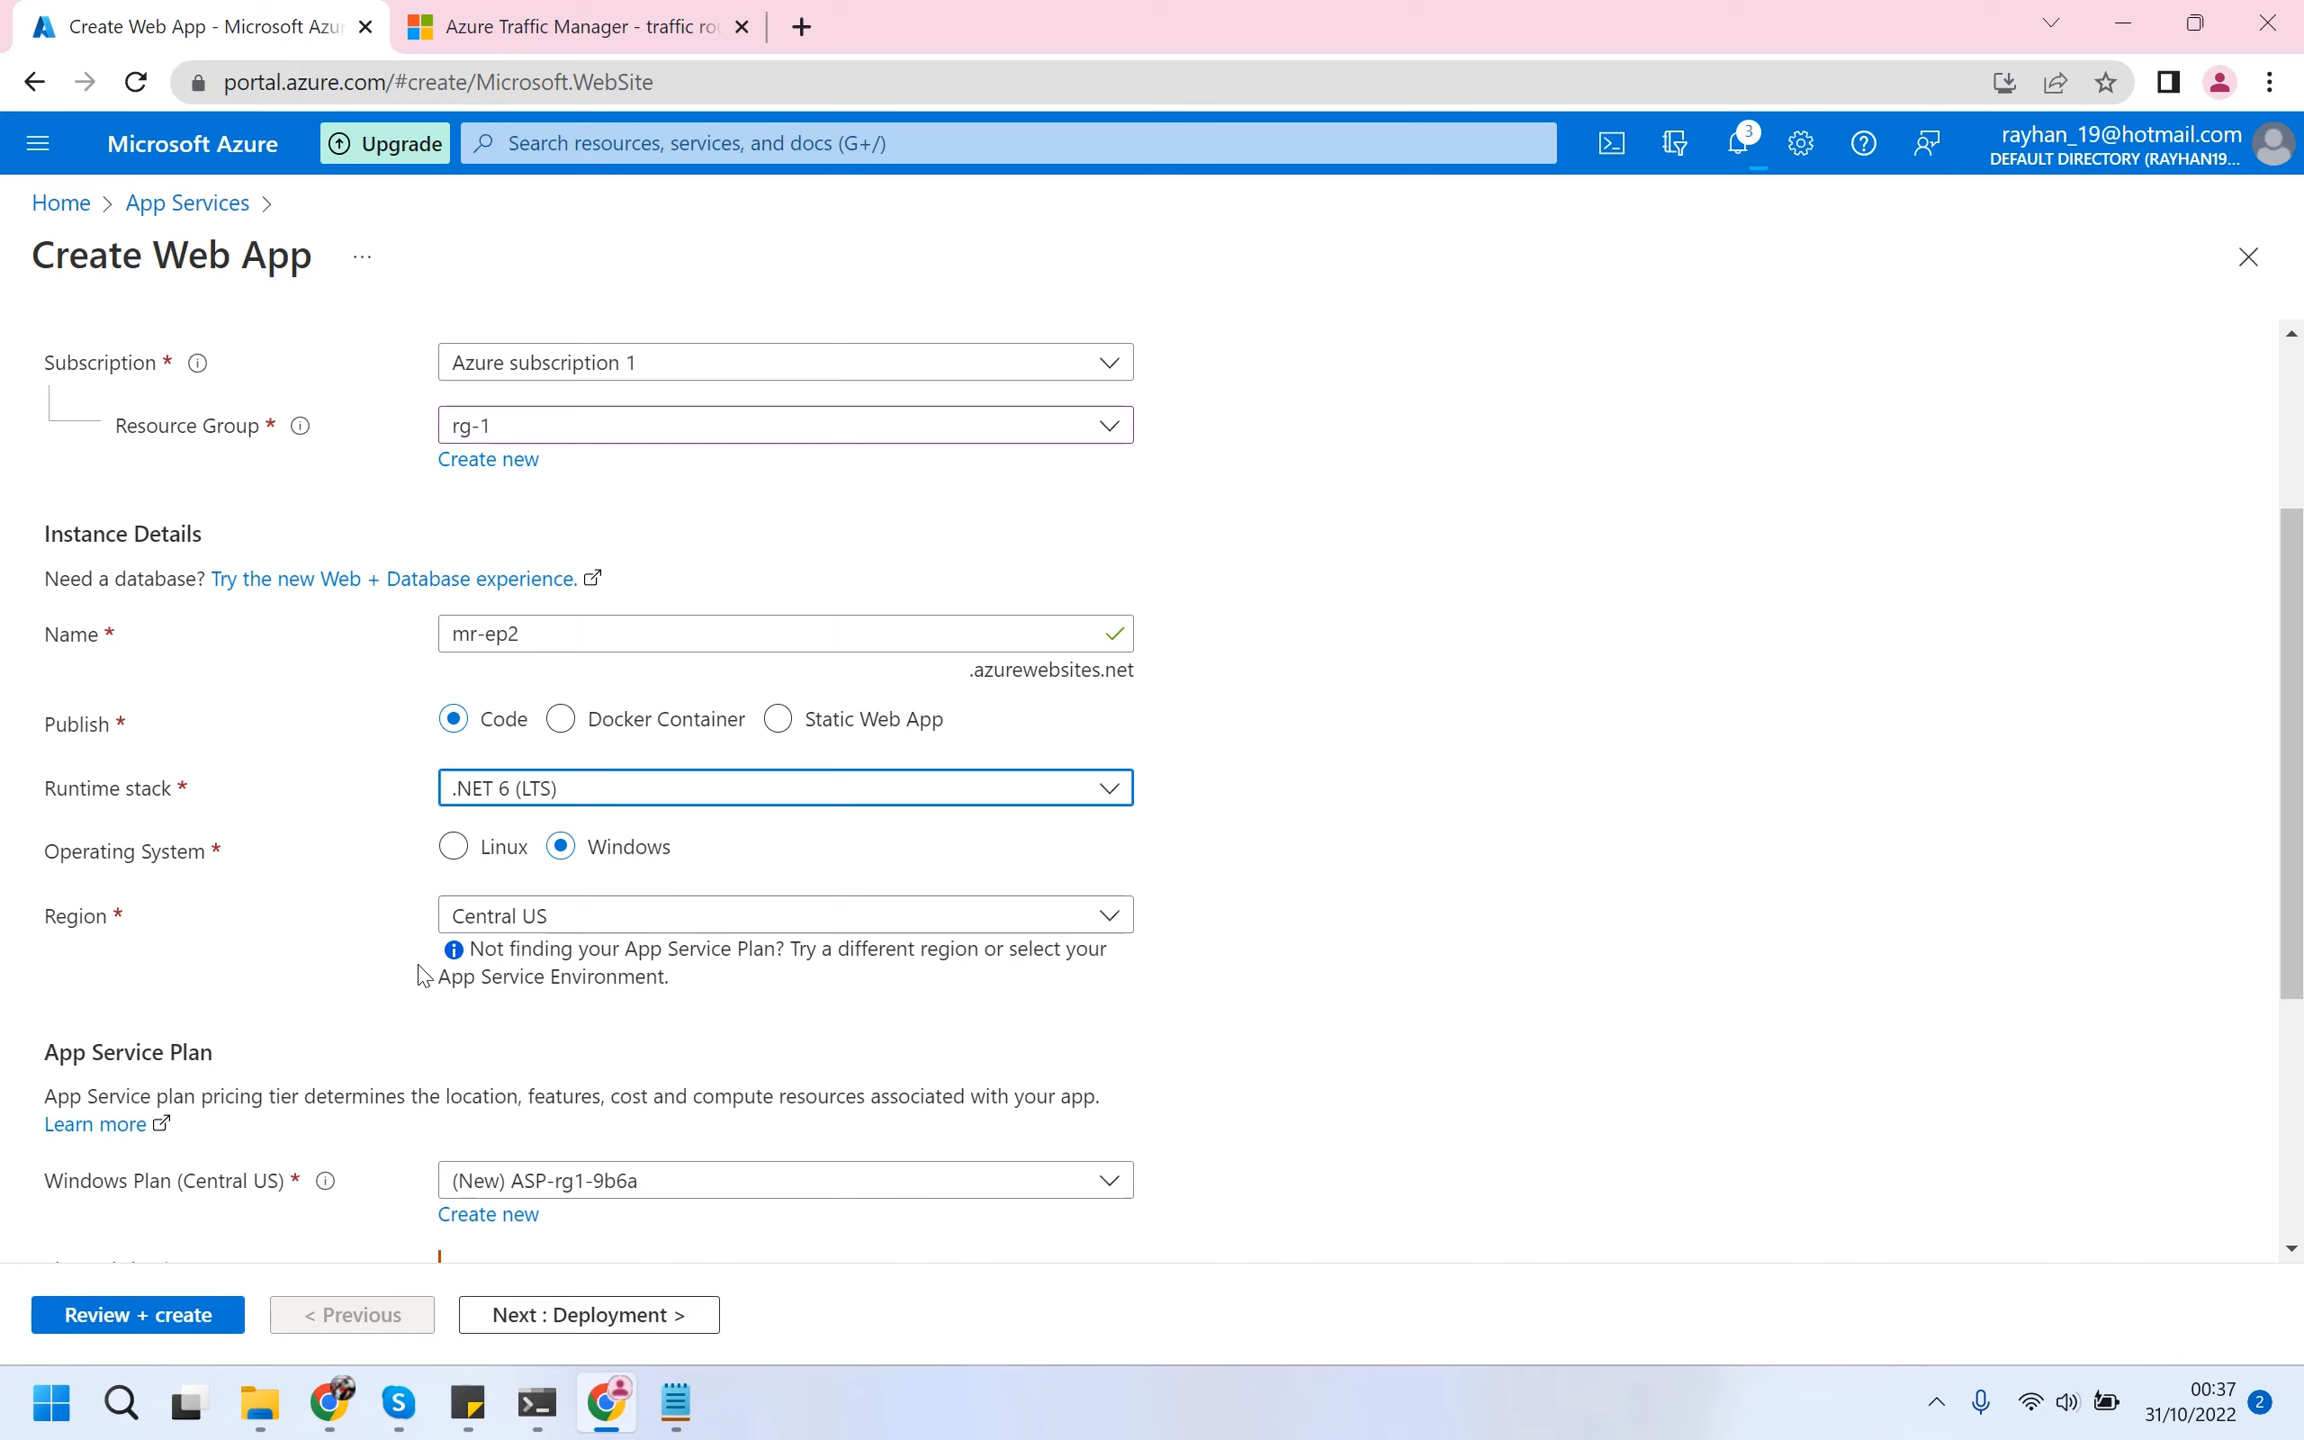 Create Web App - Microsoft Azu
Azure Traffic Manager - traffic ro
portal.azure.com/#create/Microsoft.WebSite
Microsoft Azure
Upgrade
Search resources, services, and docs (G+/)
3
rayhan_19@hotmail.com
DEFAULT DIRECTORY (RAYHAN19...
Home > App Services >
Create Web App ...
Subscription *
Azure subscription 1
Resource Group *
rg-1
Create new
Instance Details
Need a database? Try the new Web + Database experience.
Name *
mr-ep2
.azurewebsites.net
Publish *
Code
Docker Container
Static Web App
Runtime stack *
.NET 6 (LTS)
Operating System *
Linux
Windows
Region *
Central US
Not finding your App Service Plan? Try a different region or select your
App Service Environment.
App Service Plan
App Service plan pricing tier determines the location, features, cost and compute resources associated with your app.
Learn more
Windows Plan (Central US) *
(New) ASP-rg1-9b6a
Create new
Review + create
< Previous
Next : Deployment >
00:37
31/10/2022
2